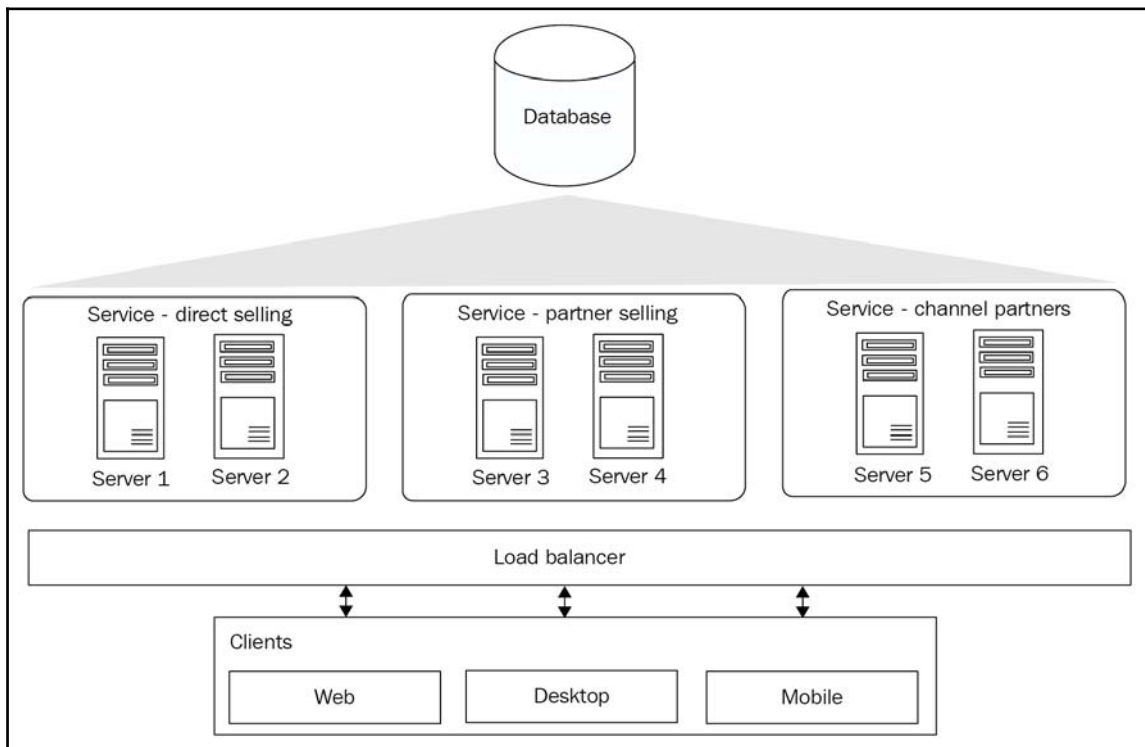 Database
Service - direct selling
Service - partner selling
Service - channel partners
Server 1
Server 2
Server 3
Server 4
Server 5
Server 6
Load balancer
Clients
Web
Desktop
Mobile